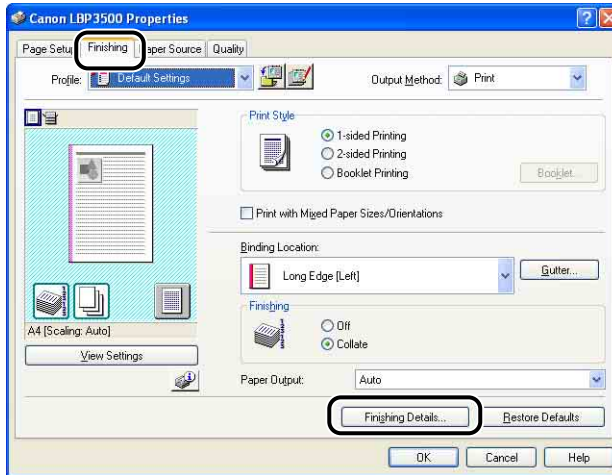 Canon LBP3500 Properties
Page Setup Finishing Paper Source Quality
Profile: Default Settings Output Method: Print
Print Style
1-sided Printing
2-sided Printing
Booklet Printing Booklet...
Print with Mixed Paper Sizes/Orientations
Binding Location:
Long Edge [Left] Gutter...
Finishing
Off
A4 [Scaling: Auto]
Collate
View Settings
Paper Output: Auto
Finishing Details... Restore Defaults
OK Cancel Help